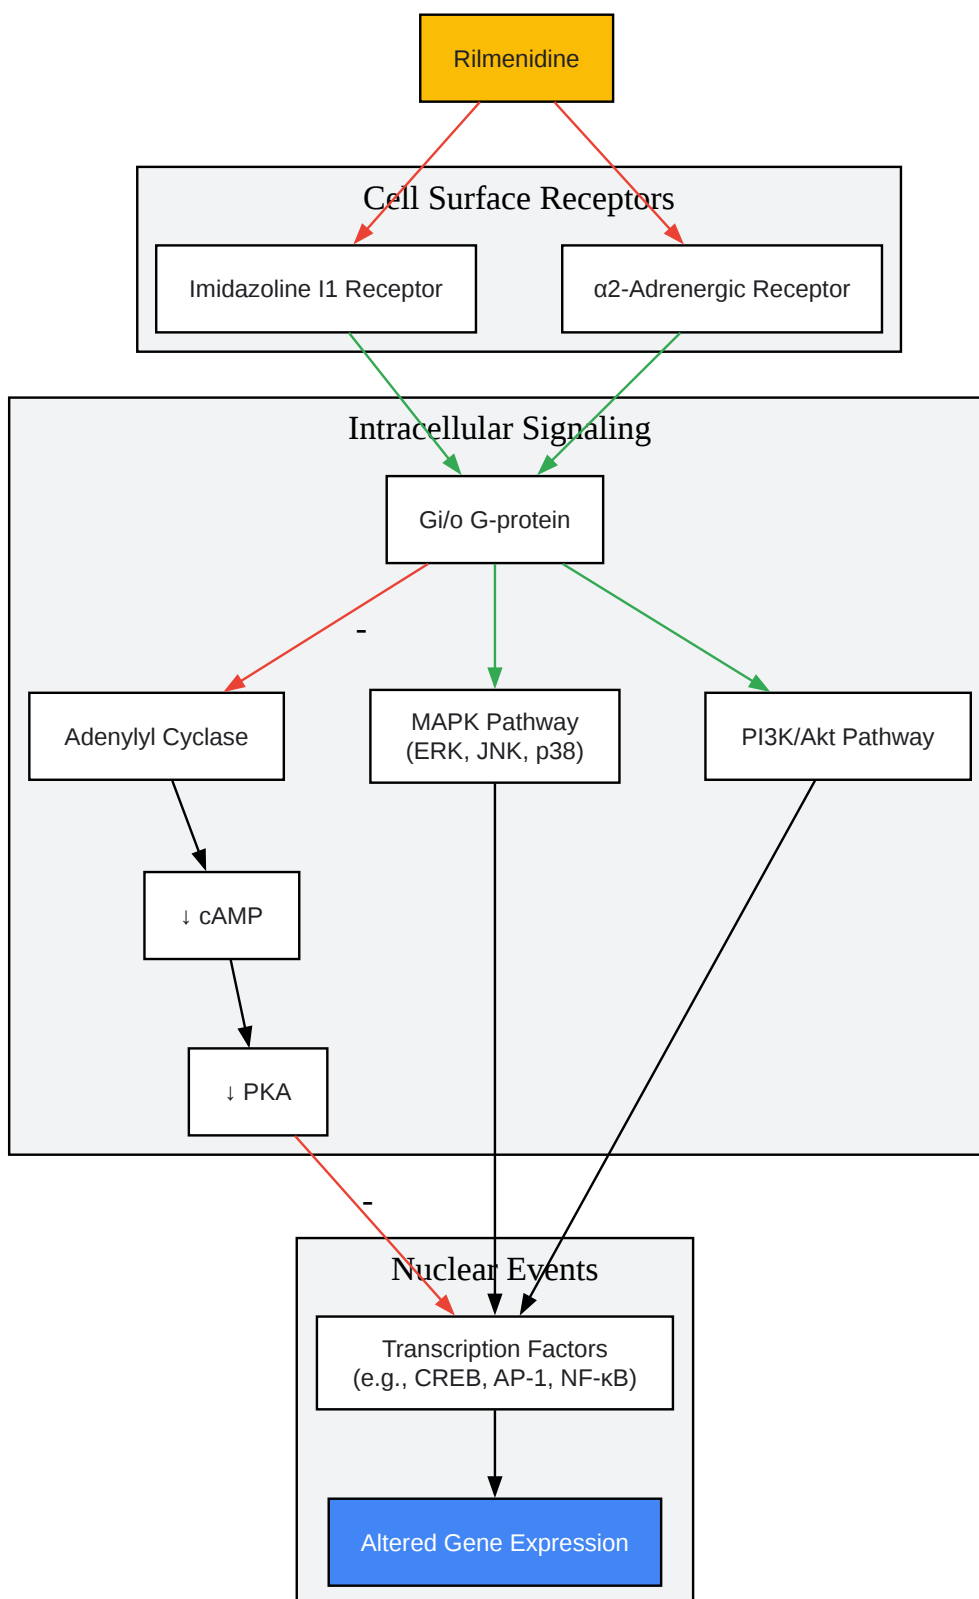 Rilmenidine
Cell Surface Receptors
Imidazoline I1 Receptor
α2-Adrenergic Receptor
Intracellular Signaling
Gi/o G-protein
-
Adenylyl Cyclase
MAPK Pathway
(ERK, JNK, p38)
PI3K/Akt Pathway
↓ cAMP
↓ PKA
-
Nuclear Events
Transcription Factors
(e.g., CREB, AP-1, NF-κB)
Altered Gene Expression